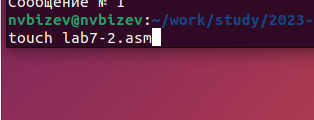 Сообщение № 1
nvbizev@nvbizev:~/work/study/2023-
touch lab7-2.asm